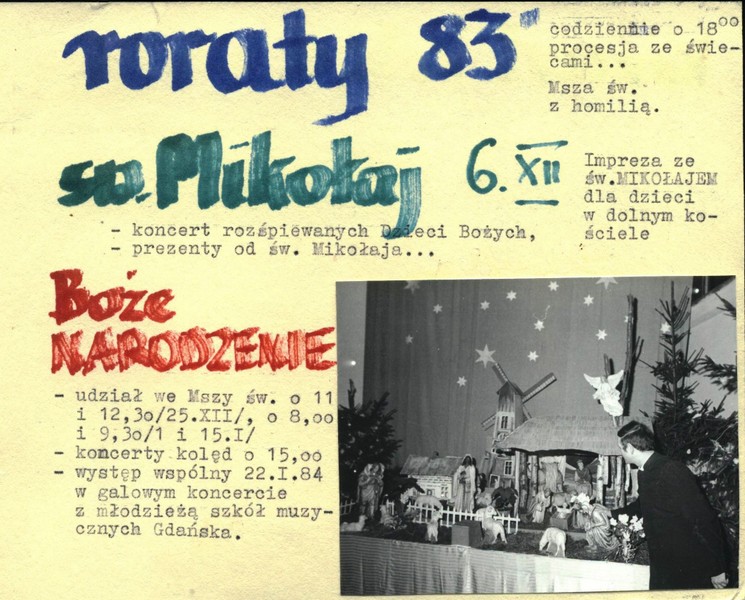 roraty 83"
codziennie o 18⁰⁰
procesja ze świe-
cami...
Msza św.
z homilią.
św. Mikołaj 6. XII
Impreza ze
św.MIKOŁAJEM
dla dzieci
w dolnym ko-
ściele
- koncert rozśpiewanych Dzieci Bożych,
- prezenty od św. Mikołaja...
Boże
NARODZENIE
- udział we Mszy św. o 11
i 12,3o/25.XII/, o 8,oo
i 9,3o/1 i 15.I/
- koncerty kolęd o 15,oo
- występ wspólny 22.I.84
w galowym koncercie
z młodzieżą szkół muzy-
cznych Gdańska.